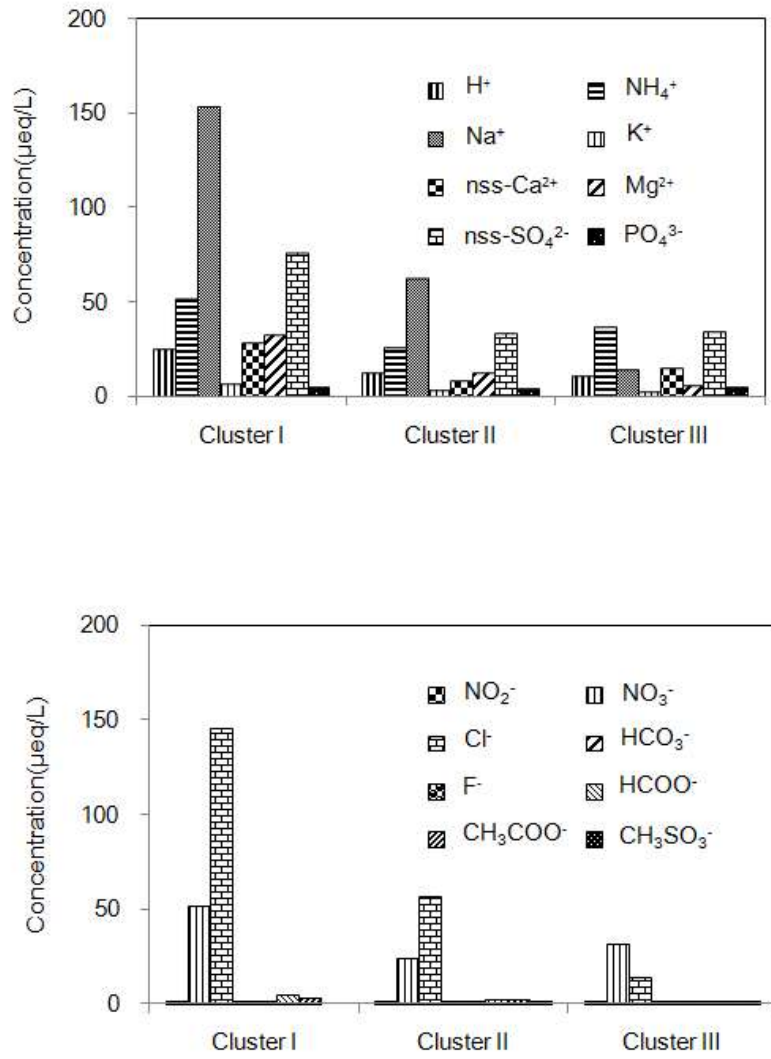 200
150
100
50
0
Concentration(μeq/L)
H⁺ NH₄⁺
Na⁺ K⁺
nss-Ca²⁺ Mg²⁺
nss-SO₄²⁻ PO₄³⁻
Cluster I Cluster II Cluster III
200
150
100
50
0
Concentration(μeq/L)
NO₂⁻ NO₃⁻
Cl⁻ HCO₃⁻
F⁻ HCOO⁻
CH₃COO⁻ CH₃SO₃⁻
Cluster I Cluster II Cluster III